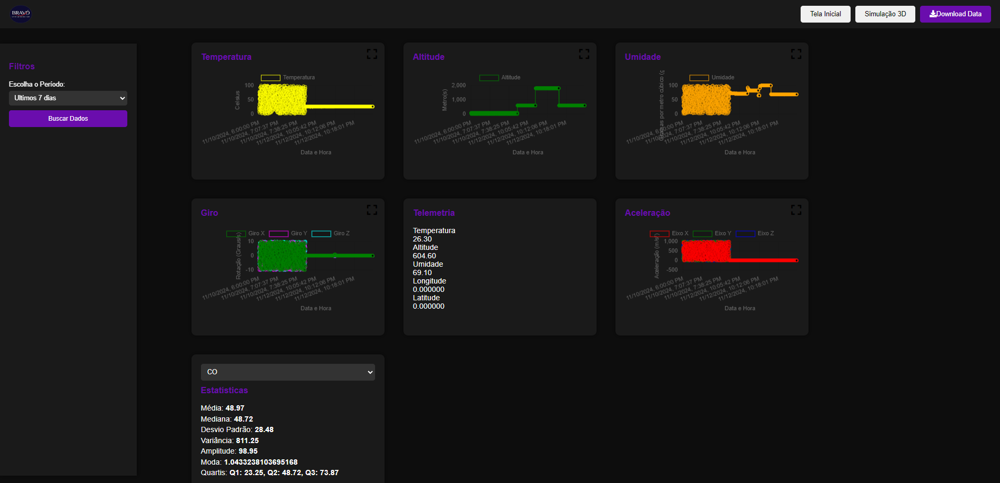 BRAVÓ
Tela Inicial
Simulação 3D
Download Data
Filtros
Escolha o Período:
Ultimos 7 dias
Buscar Dados
Temperatura
Temperatura
Celsius
100
50
0
11/10/2024, 6:00:00 PM
11/10/2024, 7:07:37 PM
11/10/2024, 7:38:25 PM
11/12/2024, 10:05:42 PM
11/12/2024, 10:12:06 PM
11/12/2024, 10:18:01 PM
Data e Hora
Altitude
Altitude
Metro(s)
2,000
1,000
0
11/10/2024, 6:00:00 PM
11/10/2024, 7:07:37 PM
11/10/2024, 7:38:25 PM
11/12/2024, 10:05:42 PM
11/12/2024, 10:12:06 PM
11/12/2024, 10:18:01 PM
Data e Hora
Umidade
Umidade
Gramas por metro cúbico (g
100
50
0
11/10/2024, 6:00:00 PM
11/10/2024, 7:07:37 PM
11/10/2024, 7:38:25 PM
11/12/2024, 10:05:42 PM
11/12/2024, 10:12:06 PM
11/12/2024, 10:18:01 PM
Data e Hora
Giro
Giro X
Giro Y
Giro Z
Rotação (Graus/s)
10
0
-10
11/10/2024, 6:00:00 PM
11/10/2024, 7:07:37 PM
11/10/2024, 7:38:25 PM
11/12/2024, 10:05:42 PM
11/12/2024, 10:12:06 PM
11/12/2024, 10:18:01 PM
Data e Hora
Telemetria
Temperatura
26.30
Altitude
604.60
Umidade
69.10
Longitude
0.000000
Latitude
0.000000
Aceleração
Eixo X
Eixo Y
Eixo Z
Aceleração (m/s²)
1,000
500
0
-500
11/10/2024, 6:00:00 PM
11/10/2024, 7:07:37 PM
11/10/2024, 7:38:25 PM
11/12/2024, 10:05:42 PM
11/12/2024, 10:12:06 PM
11/12/2024, 10:18:01 PM
Data e Hora
CO
Estatísticas
Média: 48.97
Mediana: 48.72
Desvio Padrão: 28.48
Variância: 811.25
Amplitude: 98.95
Moda: 1.0433238103695168
Quartis: Q1: 23.25, Q2: 48.72, Q3: 73.87